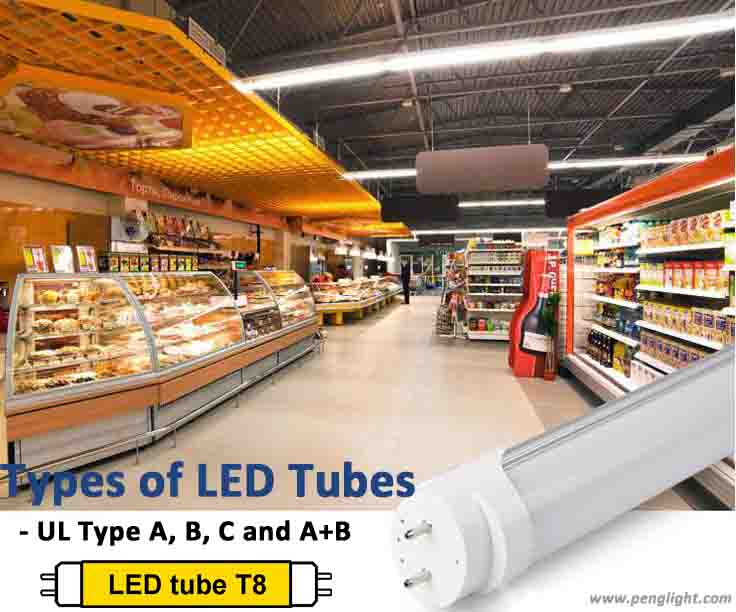 Types of LED Tubes
- UL Type A, B, C and A+B
LED tube T8
www.penglight.com